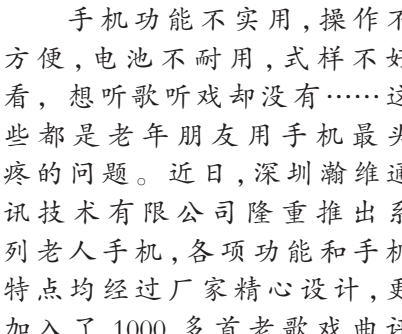 手机功能不实用,操作不
方便,电池不耐用,式样不好
看,想听歌听戏却没有……这
些都是老年朋友用手机最头
疼的问题。近日,深圳瀚维通
讯技术有限公司隆重推出系
列老人手机,各项功能和手机
特点均经过厂家精心设计,更
加入了 1000 多首老歌戏曲评